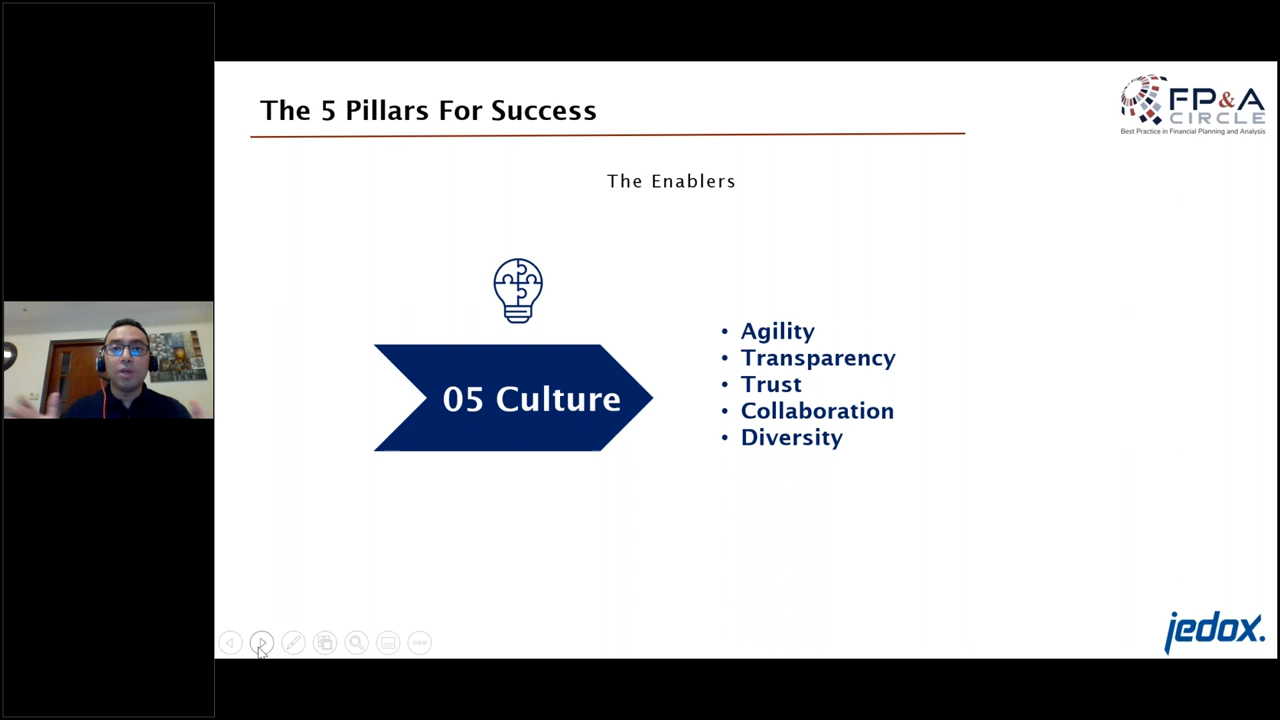 The 5 Pillars For Success
FP&A
CIRCLE
Best Practice in Financial Planning and Analysis
The Enablers
05 Culture
• Agility
• Transparency
• Trust
• Collaboration
• Diversity
jedox.